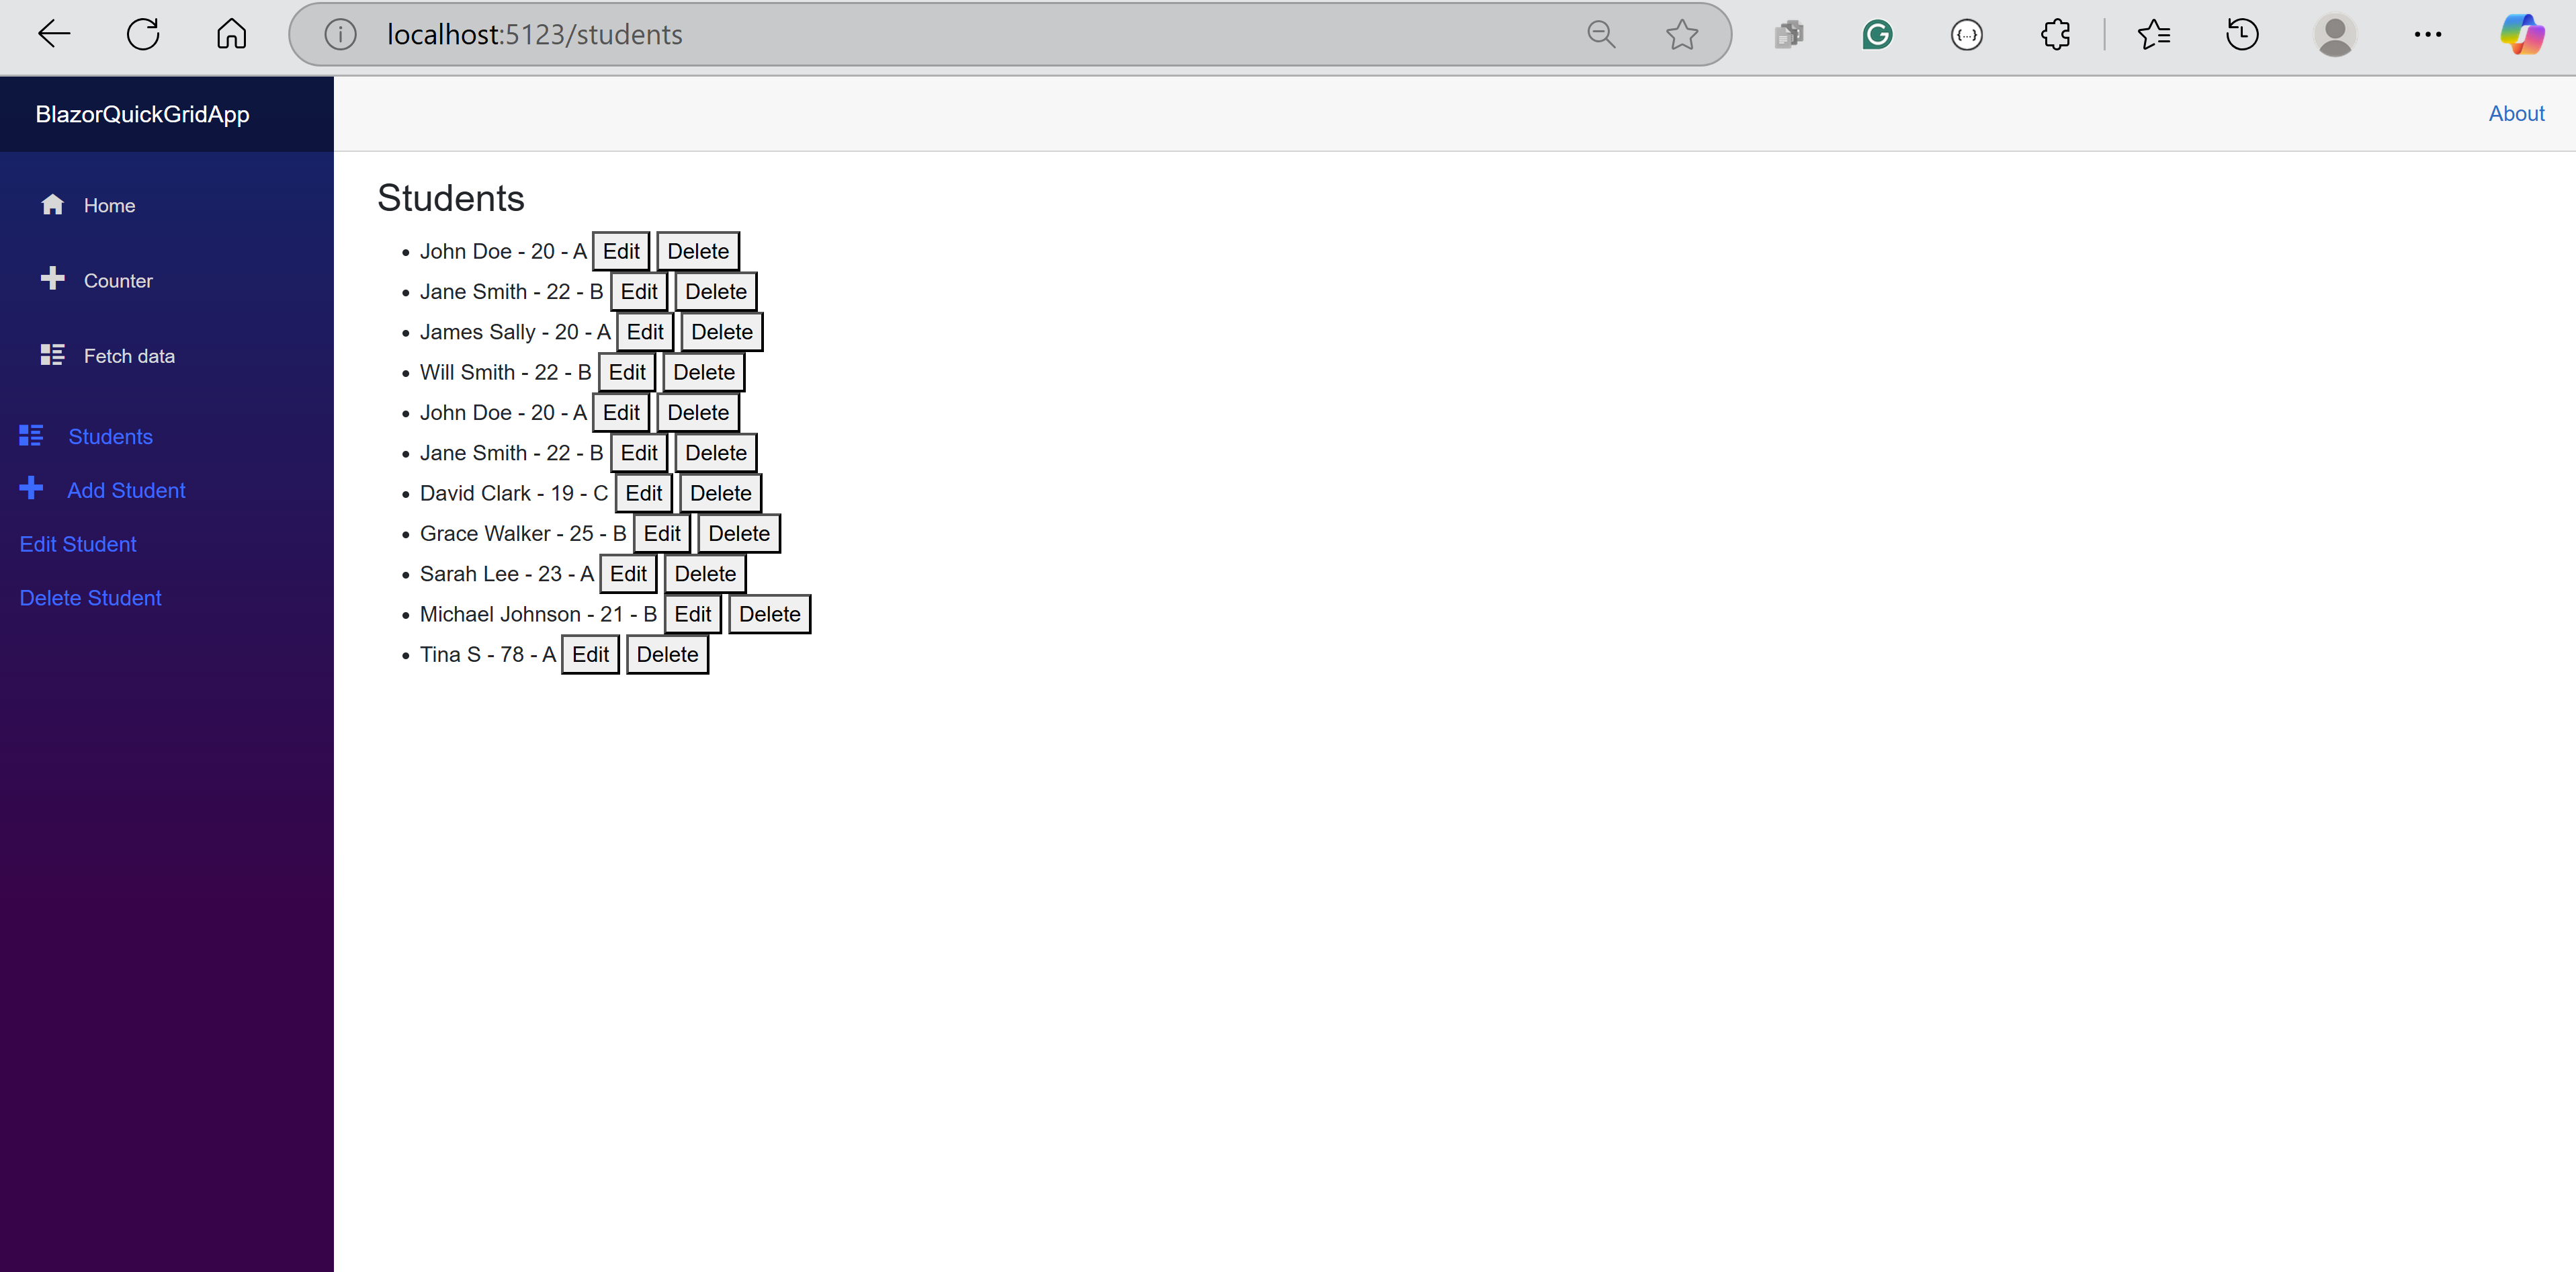 localhost:5123/students
BlazorQuickGridApp
About
Home
Counter
Fetch data
Students
Add Student
Edit Student
Delete Student
Students
John Doe - 20 - A Edit Delete
Jane Smith - 22 - B Edit Delete
James Sally - 20 - A Edit Delete
Will Smith - 22 - B Edit Delete
John Doe - 20 - A Edit Delete
Jane Smith - 22 - B Edit Delete
David Clark - 19 - C Edit Delete
Grace Walker - 25 - B Edit Delete
Sarah Lee - 23 - A Edit Delete
Michael Johnson - 21 - B Edit Delete
Tina S - 78 - A Edit Delete